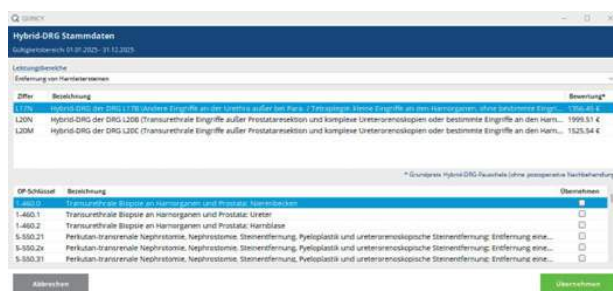 QUINCY
Hybrid-DRG Stammdaten
Gültigkeitsbereich 01.01.2025 - 31.12.2025
Leistungsbereiche
Entfernung von Harnleitersteinen
Ziffer Bezeichnung Bewertung*
L17N Hybrid-DRG der DRG L17B (Andere Eingriffe an der Urethra außer bei Para- / Tetraplegie, kleine Eingriffe an den Harnorganen, ohne bestimmte Eingri... 1356.45 €
L20N Hybrid-DRG der DRG L20B (Transurethrale Eingriffe außer Prostataresektion und komplexe Ureterorenoskopien oder bestimmte Eingriffe an den Harn... 1999.51 €
L20M Hybrid-DRG der DRG L20C (Transurethrale Eingriffe außer Prostataresektion und komplexe Ureterorenoskopien oder bestimmte Eingriffe an den Harn... 1525.54 €
* Grundpreis Hybrid-DRG-Pauschale (ohne postoperative Nachbehandlung
OP-Schlüssel Bezeichnung Übernehmen
1-460.0 Transurethrale Biopsie an Harnorganen und Prostata: Nierenbecken
1-460.1 Transurethrale Biopsie an Harnorganen und Prostata: Ureter
1-460.2 Transurethrale Biopsie an Harnorganen und Prostata: Harnblase
5-550.21 Perkutan-transrenale Nephrotomie, Nephrostomie, Steinentfernung, Pyeloplastik und ureterorenoskopische Steinentfernung: Entfernung eine...
5-550.2x Perkutan-transrenale Nephrotomie, Nephrostomie, Steinentfernung, Pyeloplastik und ureterorenoskopische Steinentfernung: Entfernung eine...
5-550.31 Perkutan-transrenale Nephrotomie, Nephrostomie, Steinentfernung, Pyeloplastik und ureterorenoskopische Steinentfernung: Entfernung eine...
Abbrechen Übernehmen